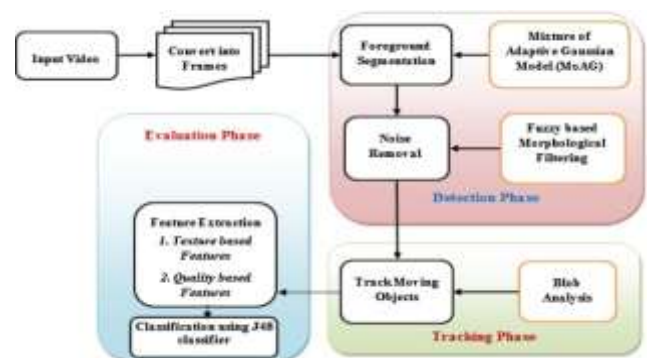 Input Video
Convert into
Frames
Foreground
Segmentation
Mixture of
Adaptive Gaussian
Model (MoAG)
Evaluation Phase
Noise
Removal
Fuzzy based
Morphological
Filtering
Detection Phase
Feature Extraction
1. Texture based
Features
2. Quality based
Features
Track Moving
Objects
Blob
Analysis
Classification using J48
classifier
Tracking Phase